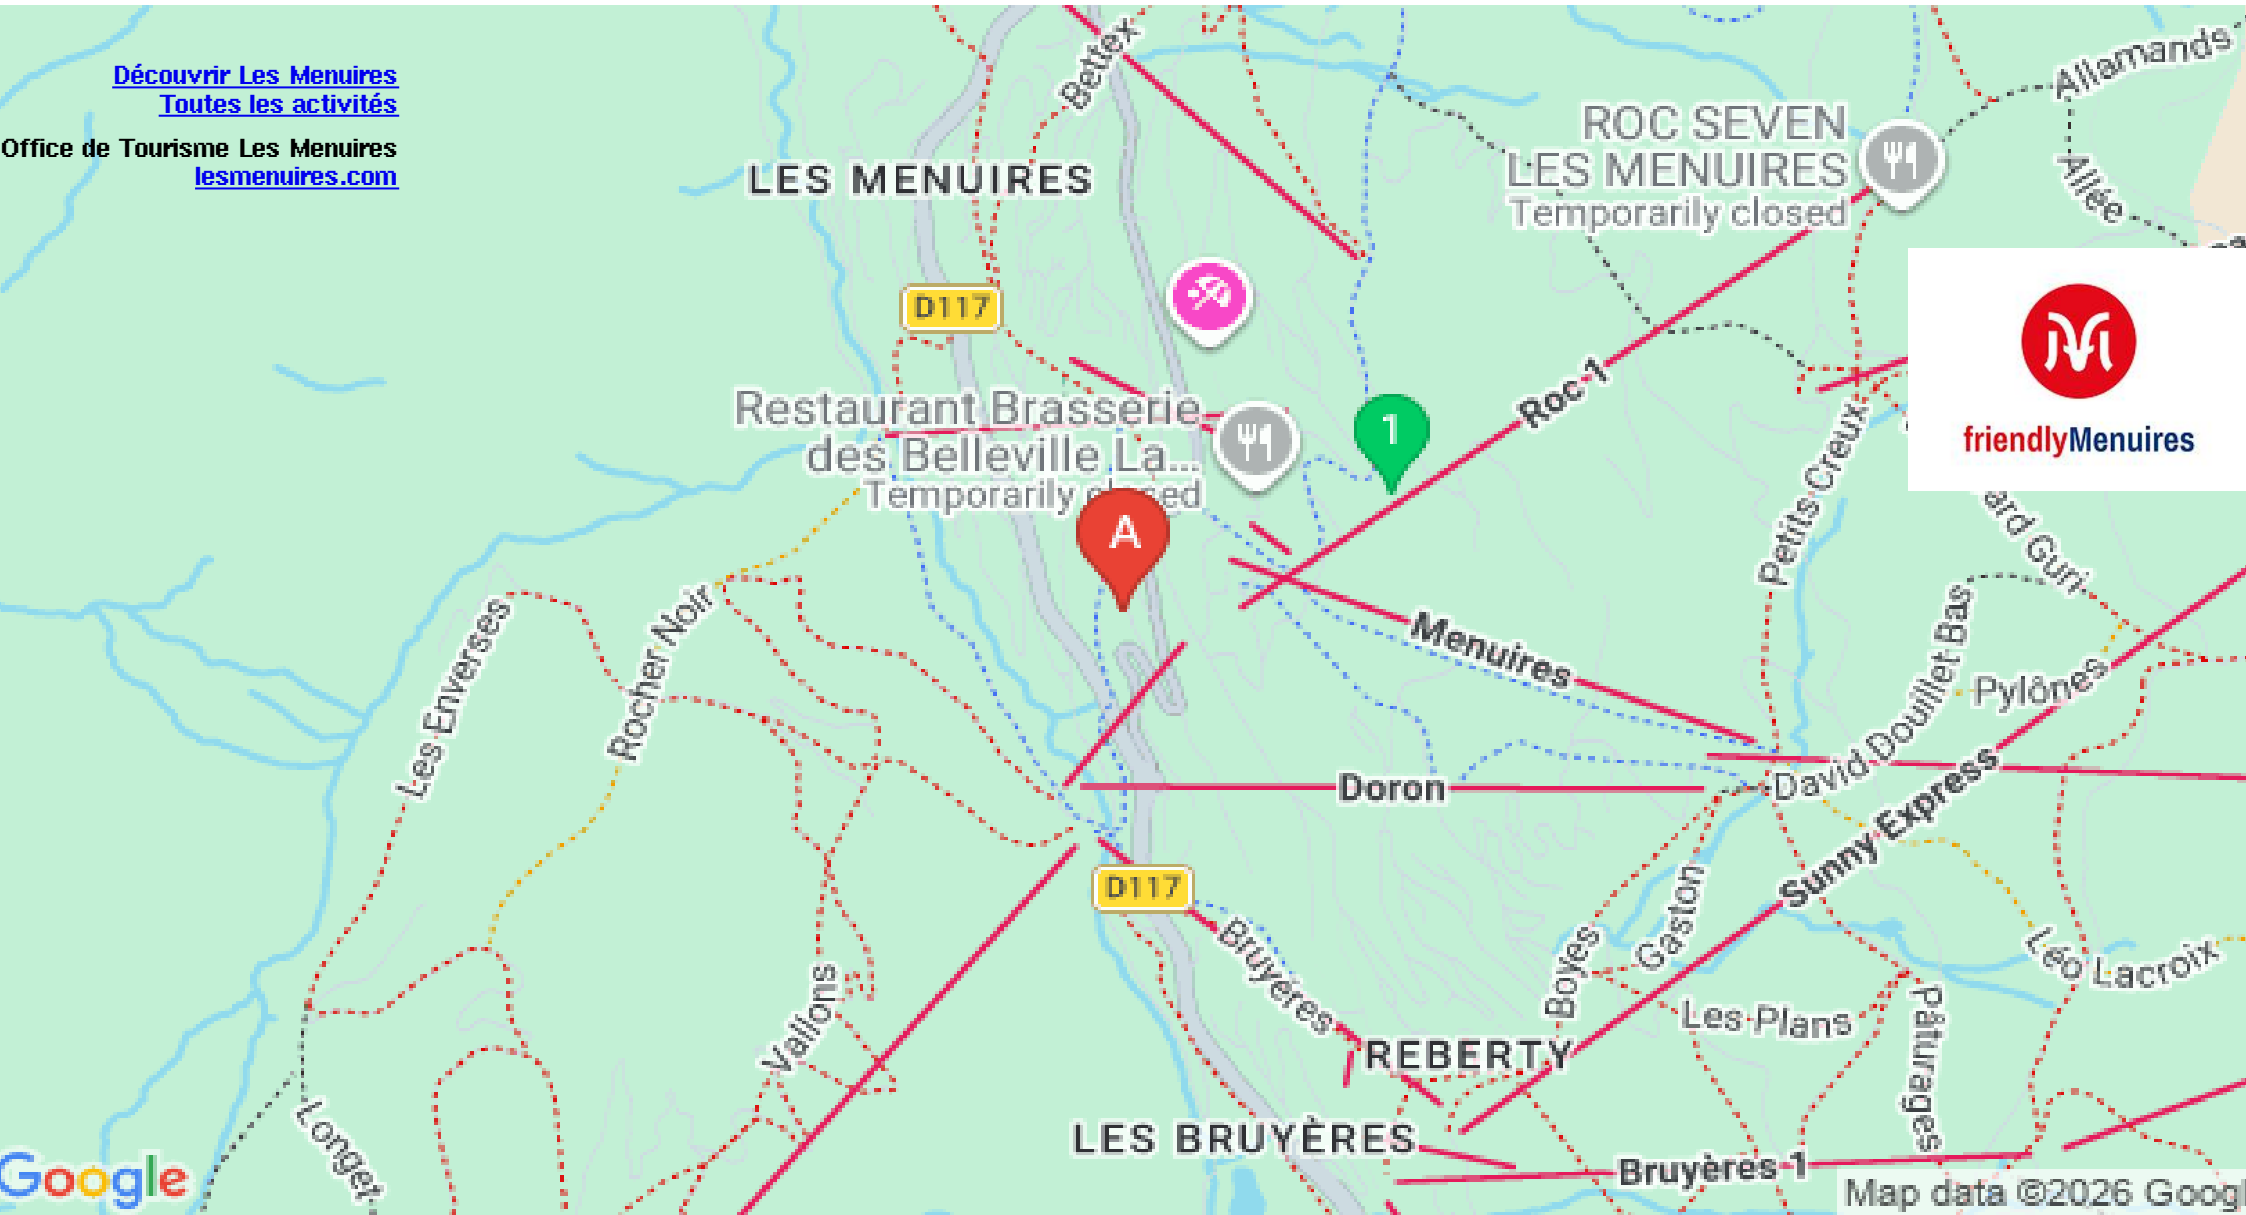 Découvrir Les Menuires
Toutes les activités
Office de Tourisme Les Menuires
lesmenuires.com
Bettex
Allamands
ROC SEVEN
LES MENUIRES
Temporarily closed
Allée
LES MENUIRES
D117
friendlyMenuires
Roc 1
1
Restaurant Brasserie
des Belleville La...
Temporarily closed
A
Petits Creux
ard Guri
Les Enverses
Rocher Noir
Menuires
David Douillet Bas
Pylônes
Doron
Sunny Express
D117
Bruyères
Gaston
Boyes
Léo Lacroix
Vallons
Les Plans
Pâturages
REBERTY
LES BRUYÈRES
Longet
Bruyères 1
Google
Map data ©2026 Googl